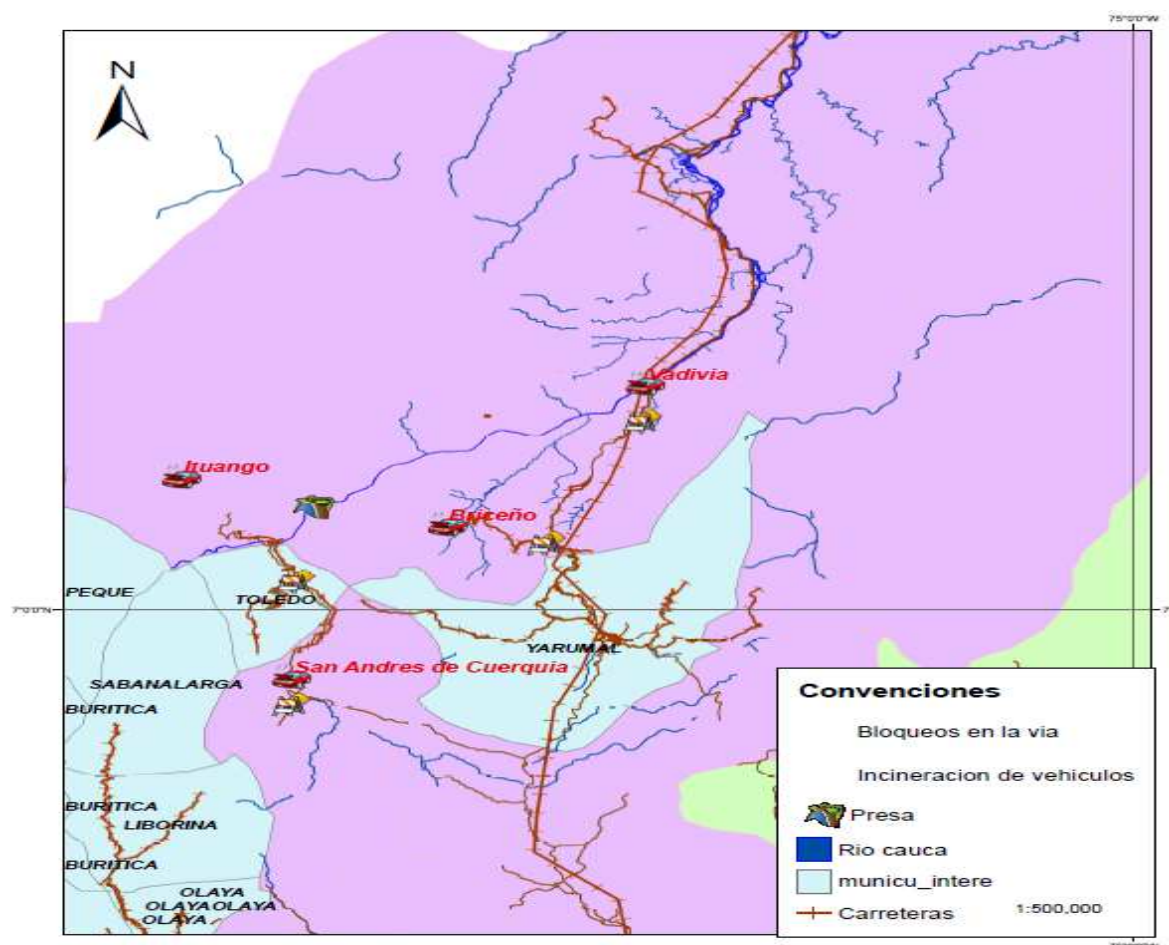 75°0'0"W
N
Vadivia
Ituango
Briceño
PEQUE
TOLEDO
7°0'0"N
YARUMAL
San Andres de Cuerquia
SABANALARGA
BURITICA
BURITICA
LIBORINA
BURITICA
OLAYA
OLAYAOLAYA
OLAYA
Convenciones
Bloqueos en la via
Incineracion de vehiculos
Presa
Rio cauca
municu_intere
Carreteras 1:500,000